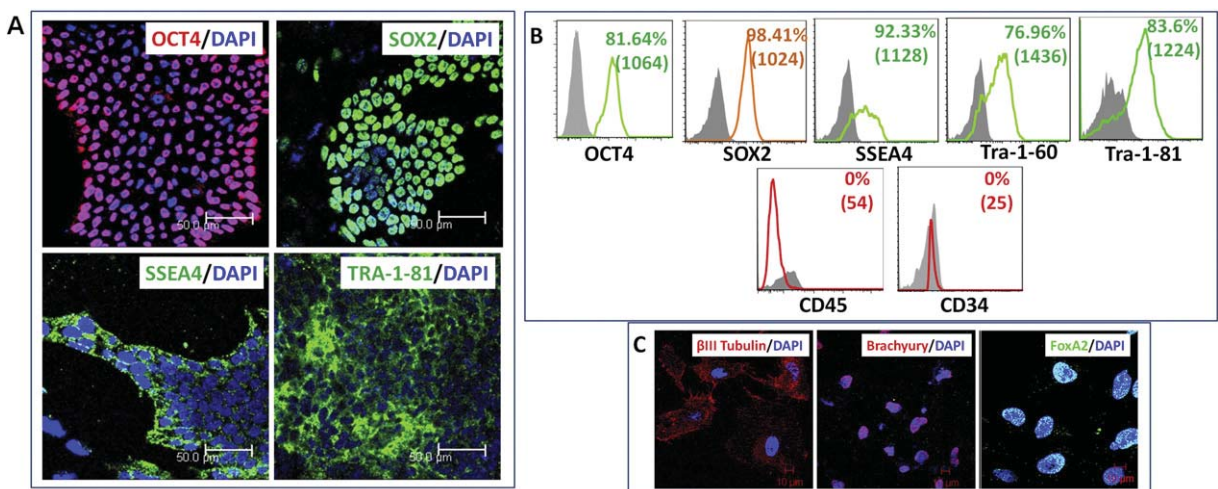 A
OCT4/DAPI
SOX2/DAPI
50.0 µm
50.0 µm
SSEA4/DAPI
TRA-1-81/DAPI
50.0 µm
50.0 µm
B
81.64%
(1064)
98.41%
(1024)
92.33%
(1128)
76.96%
(1436)
83.6%
(1224)
OCT4
SOX2
SSEA4
Tra-1-60
Tra-1-81
0%
(54)
0%
(25)
CD45
CD34
C
βIII Tubulin/DAPI
Brachyury/DAPI
FoxA2/DAPI
10 µm